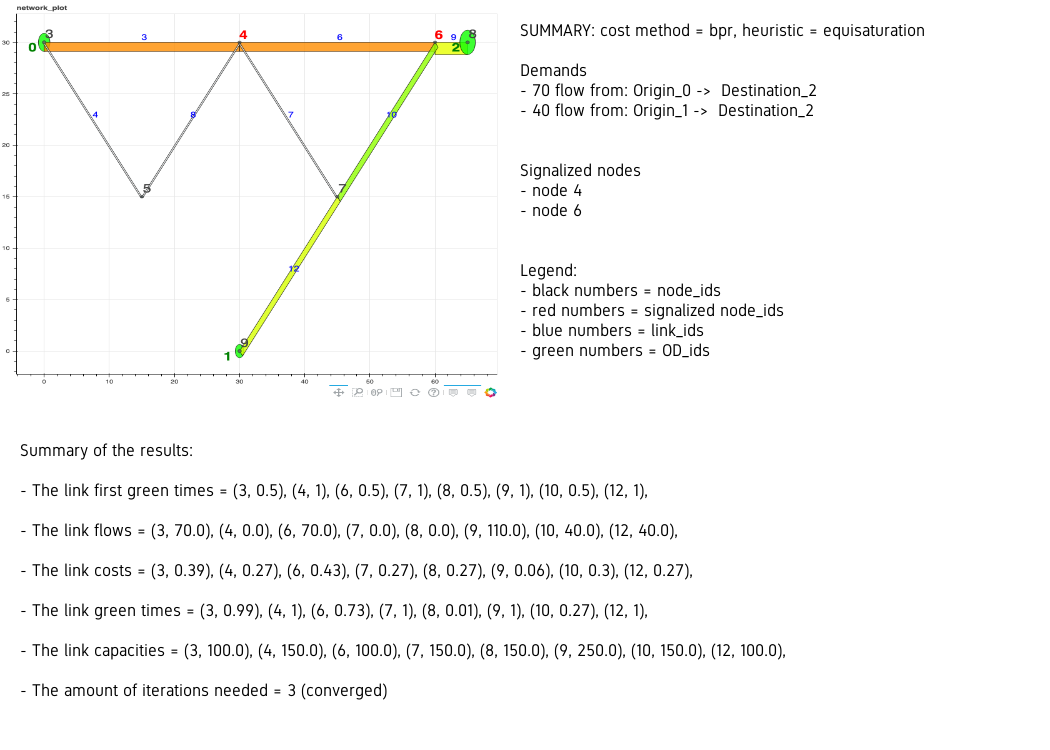 network_plot
3
4
6
8
0
2
3
6
9
30
25
20
15
10
5
0
4
8
7
10
5
7
12
9
1
0
10
20
30
40
50
60
SUMMARY: cost method = bpr, heuristic = equisaturation
Demands
- 70 flow from: Origin_0 -> Destination_2
- 40 flow from: Origin_1 -> Destination_2
Signalized nodes
- node 4
- node 6
Legend:
- black numbers = node_ids
- red numbers = signalized node_ids
- blue numbers = link_ids
- green numbers = OD_ids
Summary of the results:
- The link first green times = (3, 0.5), (4, 1), (6, 0.5), (7, 1), (8, 0.5), (9, 1), (10, 0.5), (12, 1),
- The link flows = (3, 70.0), (4, 0.0), (6, 70.0), (7, 0.0), (8, 0.0), (9, 110.0), (10, 40.0), (12, 40.0),
- The link costs = (3, 0.39), (4, 0.27), (6, 0.43), (7, 0.27), (8, 0.27), (9, 0.06), (10, 0.3), (12, 0.27),
- The link green times = (3, 0.99), (4, 1), (6, 0.73), (7, 1), (8, 0.01), (9, 1), (10, 0.27), (12, 1),
- The link capacities = (3, 100.0), (4, 150.0), (6, 100.0), (7, 150.0), (8, 150.0), (9, 250.0), (10, 150.0), (12, 100.0),
- The amount of iterations needed = 3 (converged)